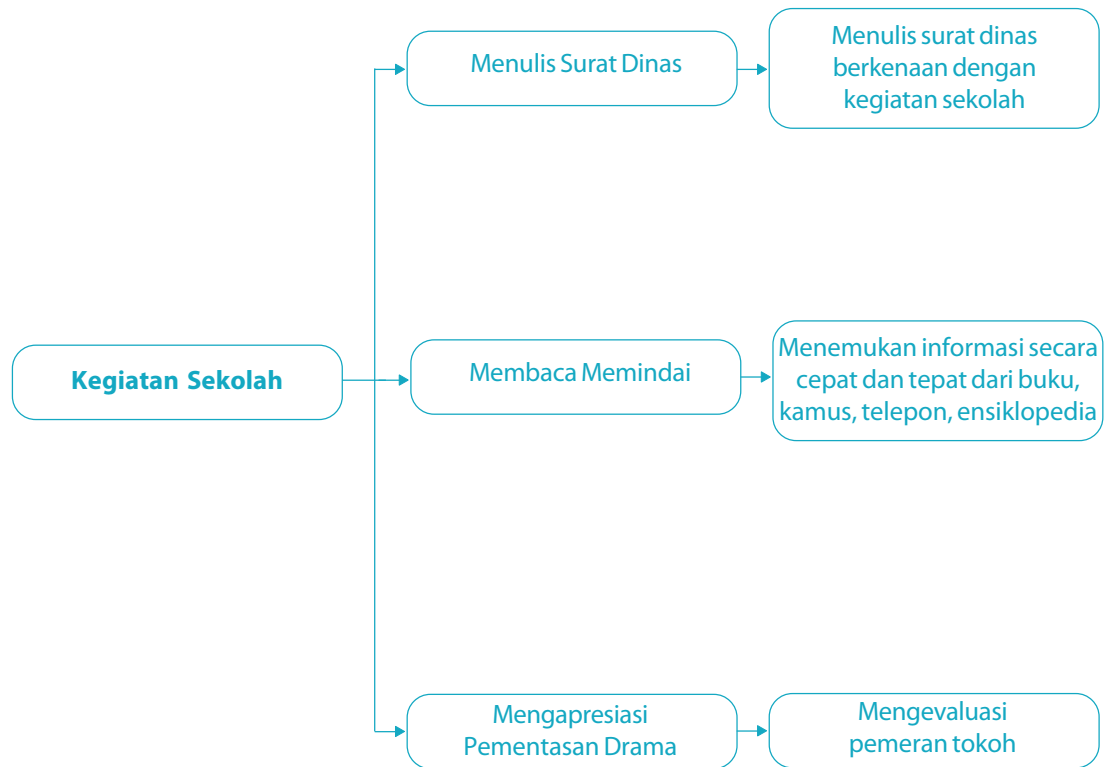 Menulis Surat Dinas
Menulis surat dinas
berkenaan dengan
kegiatan sekolah
Kegiatan Sekolah
Membaca Memindai
Menemukan informasi secara
cepat dan tepat dari buku,
kamus, telepon, ensiklopedia
Mengapresiasi
Pementasan Drama
Mengevaluasi
pemeran tokoh